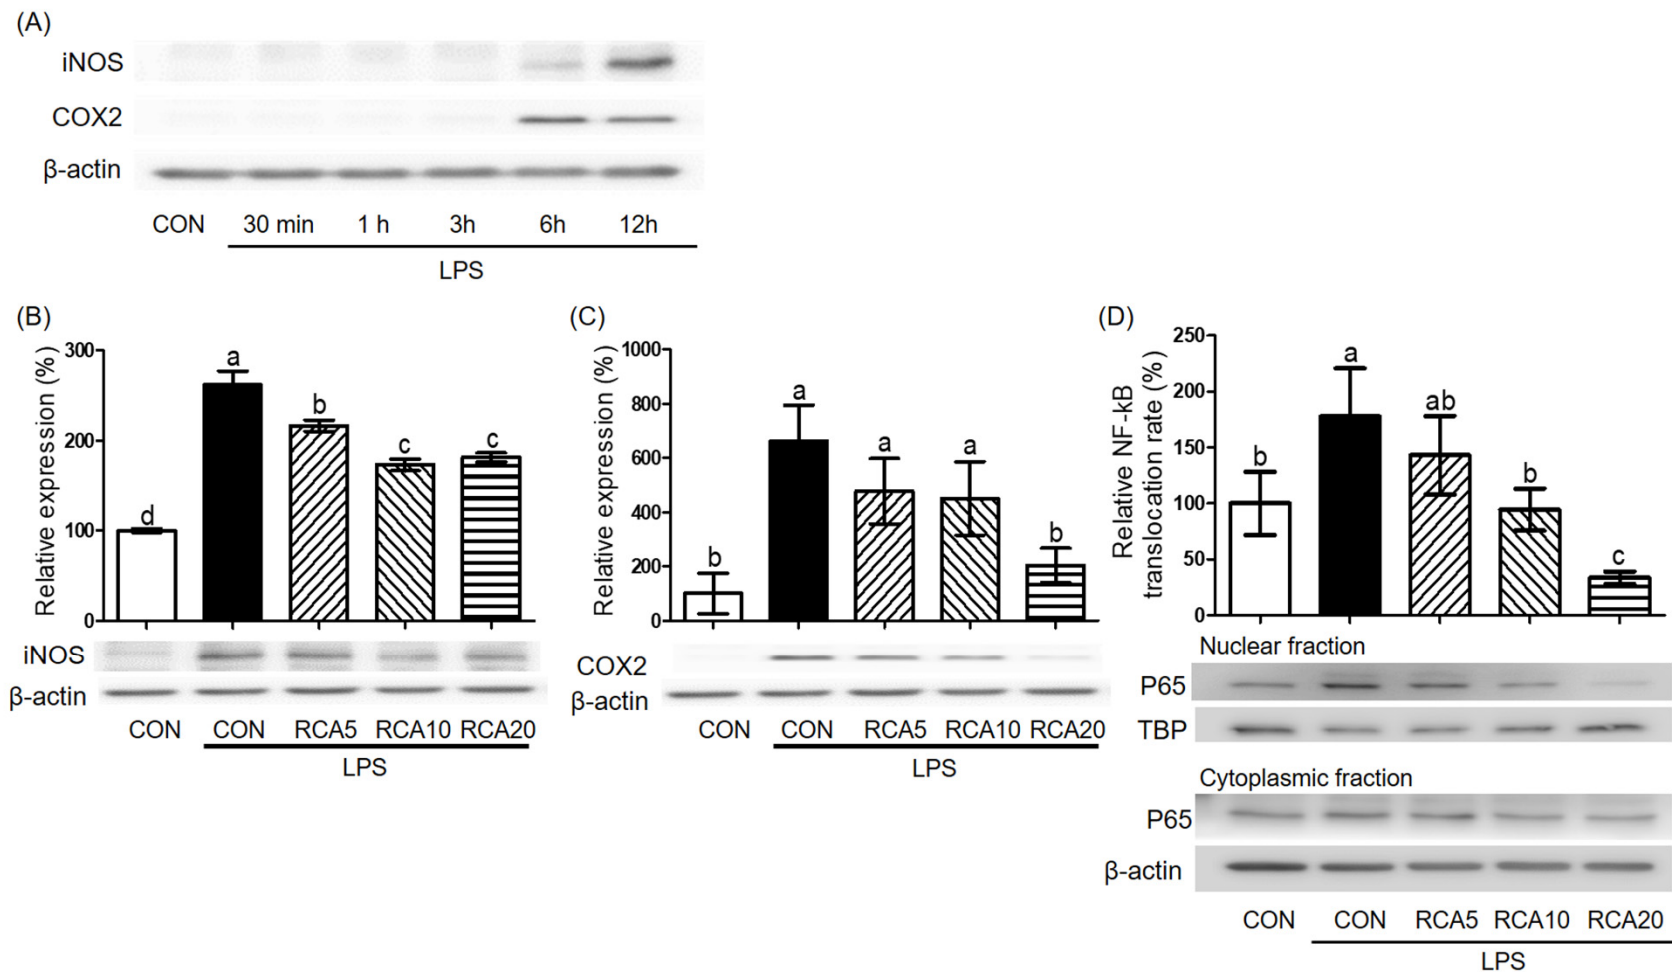 (A)
iNOS
COX2
β-actin
CON 30 min 1 h 3h 6h 12h
LPS
(B)
Relative expression (%)
300
200
100
0
d a b c c
iNOS
β-actin
CON CON RCA5 RCA10 RCA20
LPS
(C)
Relative expression (%)
1000
800
600
400
200
0
b a a a b
COX2
β-actin
CON CON RCA5 RCA10 RCA20
LPS
(D)
Relative NF-kB
translocation rate (%)
250
200
150
100
50
0
b a ab b c
Nuclear fraction
P65
TBP
Cytoplasmic fraction
P65
β-actin
CON CON RCA5 RCA10 RCA20
LPS